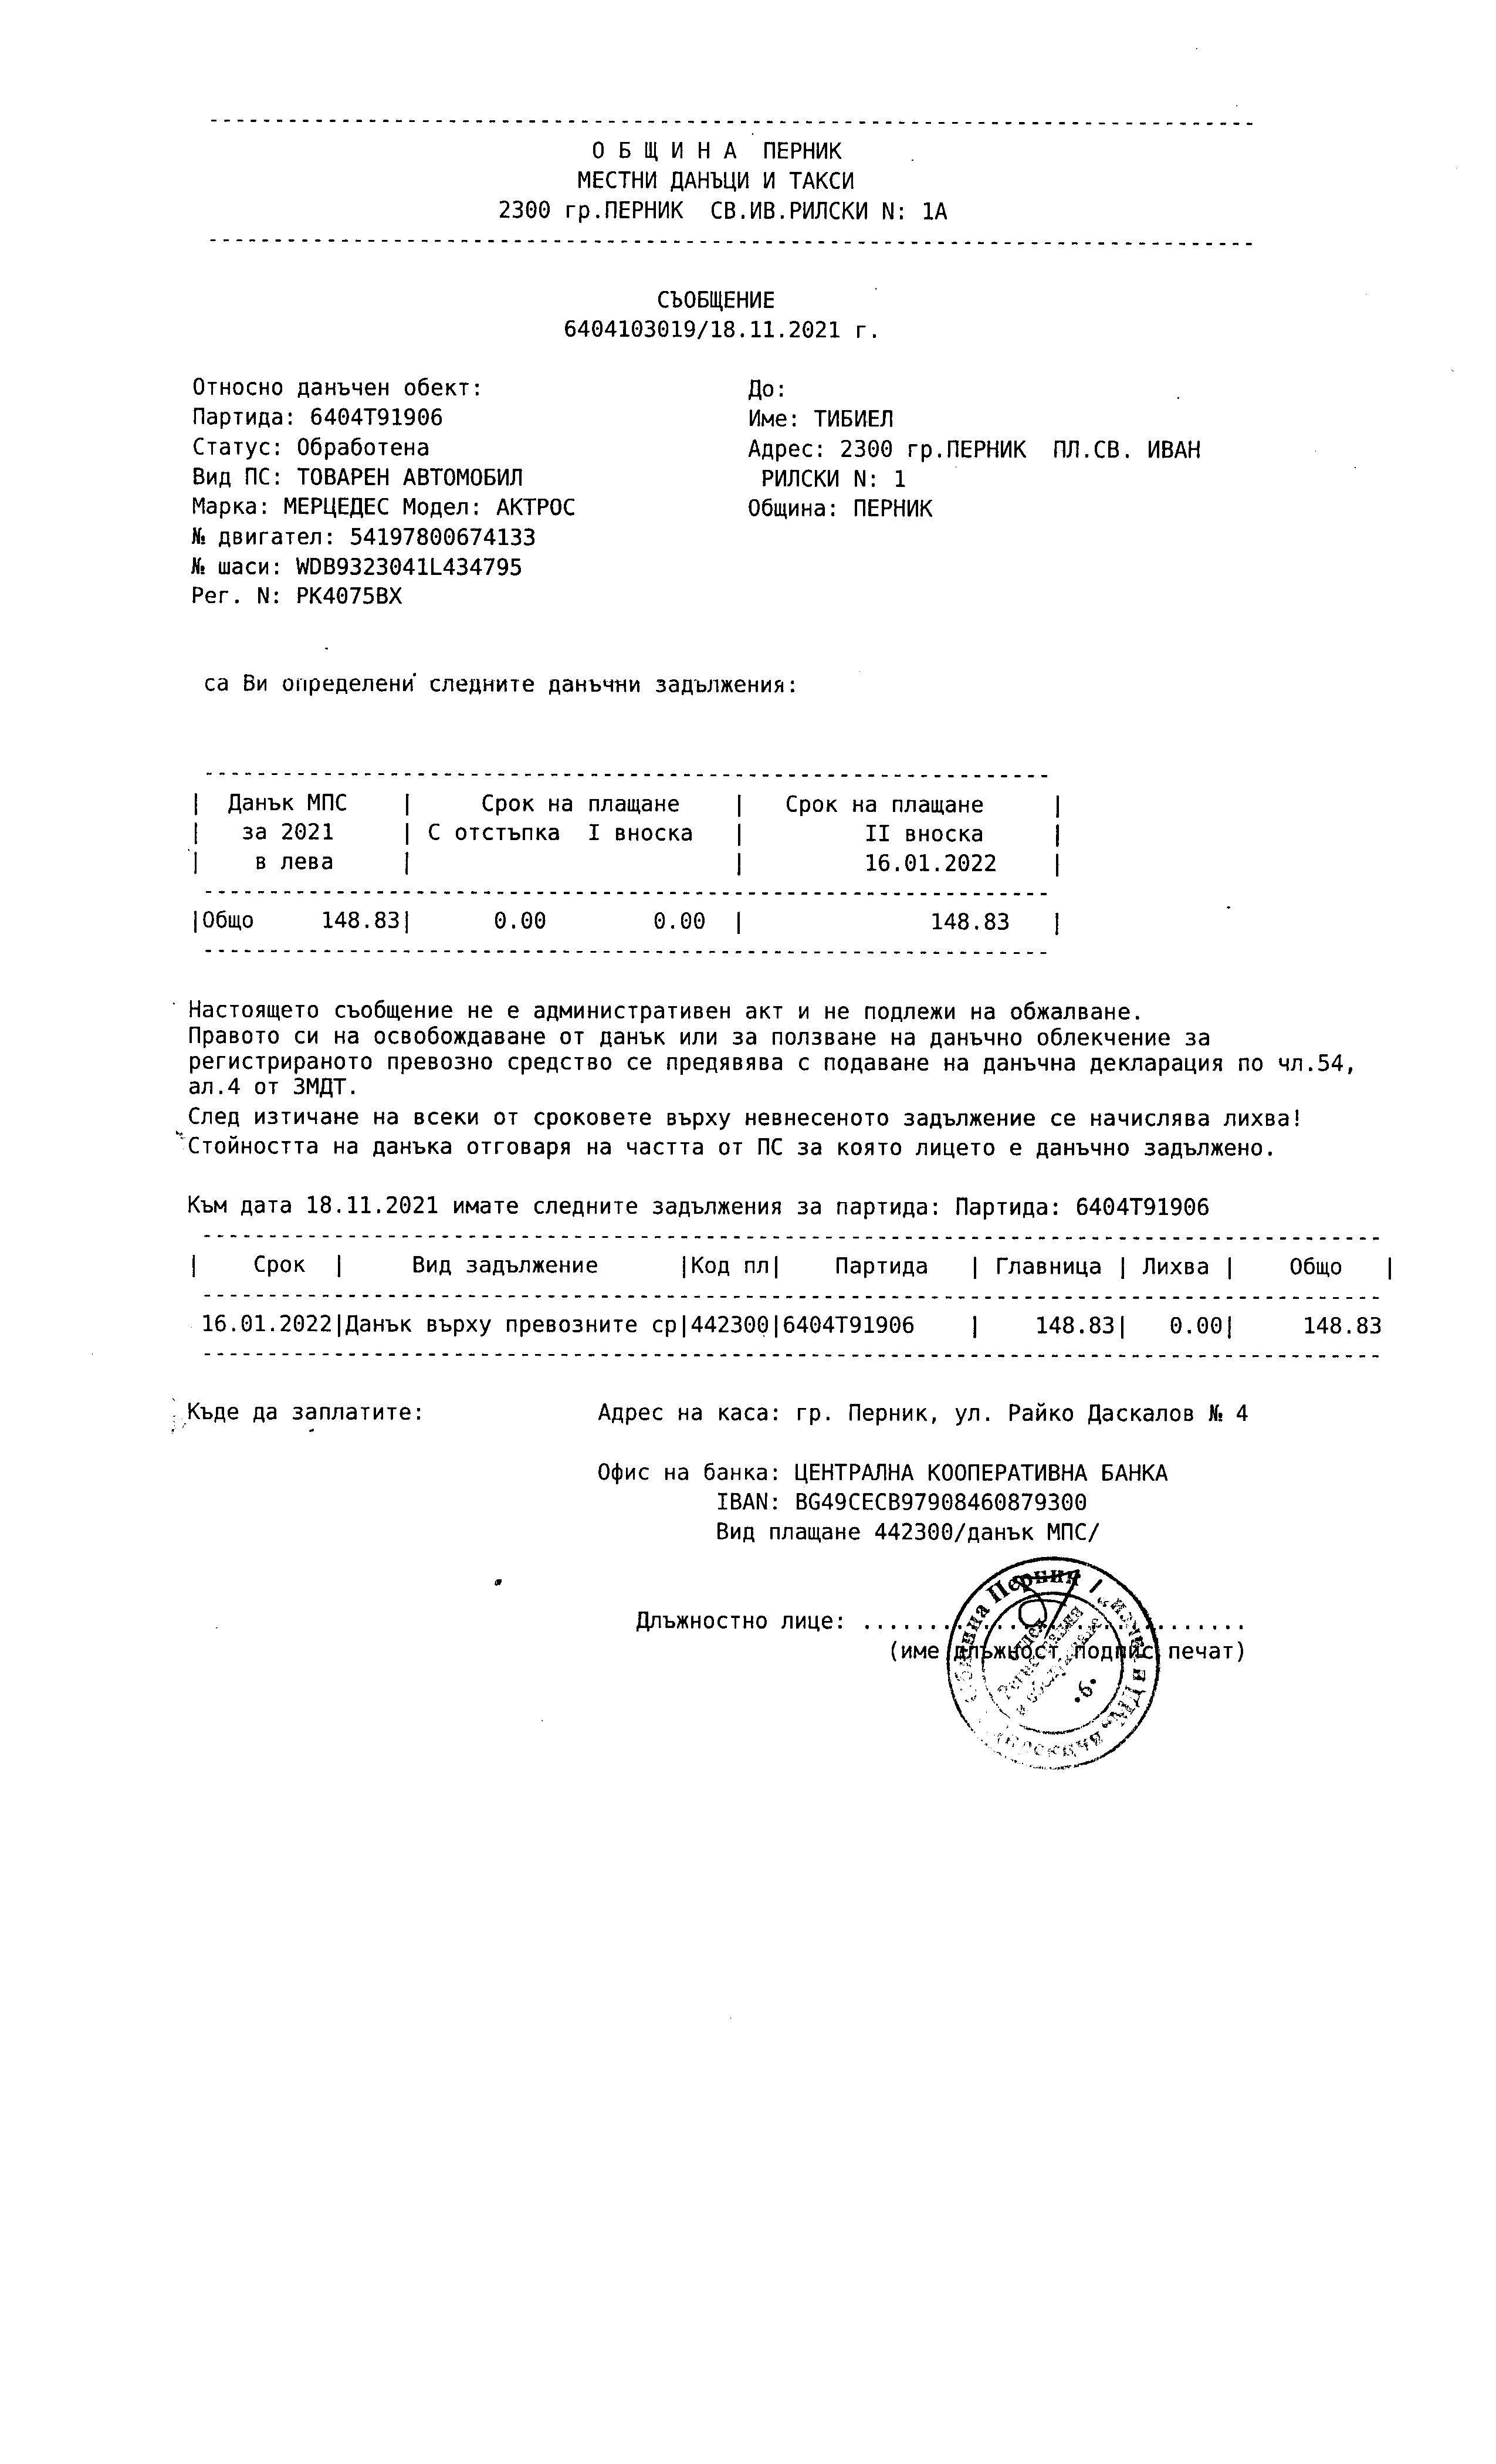 О Б Щ И Н А  ПЕРНИК
МЕСТНИ ДАНЪЦИ И ТАКСИ
2300 гр.ПЕРНИК  СВ.ИВ.РИЛСКИ N: 1А
СЪОБЩЕНИЕ
6404103019/18.11.2021 г.
Относно данъчен обект:
Партида: 6404Т91906
Статус: Обработена
Вид ПС: ТОВАРЕН АВТОМОБИЛ
Марка: МЕРЦЕДЕС Модел: АКТРОС
№ двигател: 54197800674133
№ шаси: WDB9323041L434795
Рег. N: РК4075ВХ
До:
Име: ТИБИЕЛ
Адрес: 2300 гр.ПЕРНИК  ПЛ.СВ. ИВАН
РИЛСКИ N: 1
Община: ПЕРНИК
са Ви определени следните данъчни задължения:
| Данък МПС | Срок на плащане | Срок на плащане |
| за 2021 | С отстъпка  I вноска | II вноска |
| в лева | | 16.01.2022 |
|Общо 148.83| 0.00 0.00 | 148.83 |
Настоящето съобщение не е административен акт и не подлежи на обжалване.
Правото си на освобождаване от данък или за ползване на данъчно облекчение за
регистрираното превозно средство се предявява с подаване на данъчна декларация по чл.54,
ал.4 от ЗМДТ.
След изтичане на всеки от сроковете върху невнесеното задължение се начислява лихва!
Стойността на данъка отговаря на частта от ПС за която лицето е данъчно задължено.
Към дата 18.11.2021 имате следните задължения за партида: Партида: 6404Т91906
| Срок | Вид задължение |Код пл| Партида | Главница | Лихва | Общо |
16.01.2022|Данък върху превозните ср|442300|6404Т91906 | 148.83| 0.00| 148.83
Къде да заплатите: Адрес на каса: гр. Перник, ул. Райко Даскалов № 4
Офис на банка: ЦЕНТРАЛНА КООПЕРАТИВНА БАНКА
IBAN: BG49CECB97908460879300
Вид плащане 442300/данък МПС/
Длъжностно лице: .............................
(име длъжност подпис печат)
Община Перник
отдел
Регистрация
и обслужване
•6•